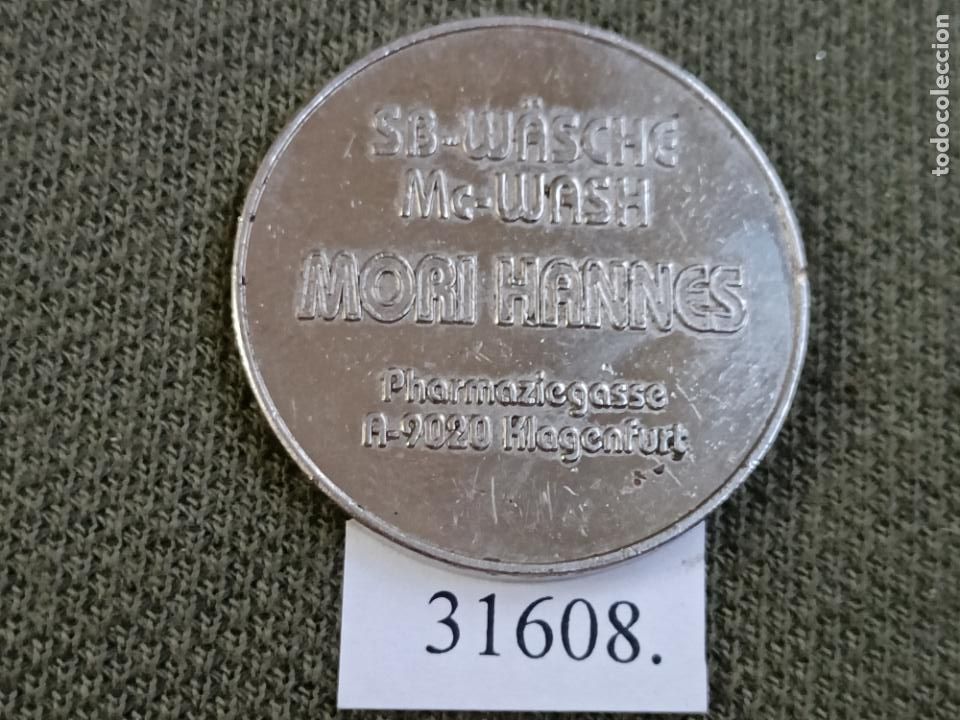 SB-WÄSCHE
Mc-WASH
MORI HANNES
Pharmaziegasse
A-9020 Klagenfurt
31608.
todocoleccion